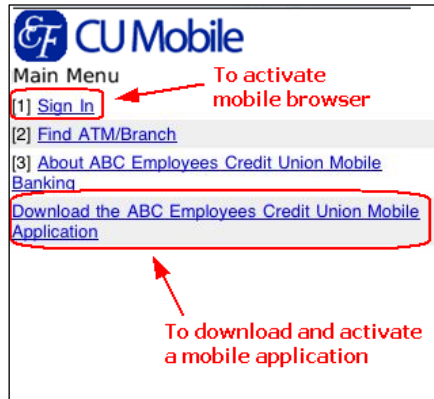 EF CU Mobile
Main Menu
To activate
mobile browser
[1] Sign In
[2] Find ATM/Branch
[3] About ABC Employees Credit Union Mobile
Banking
Download the ABC Employees Credit Union Mobile
Application
To download and activate
a mobile application